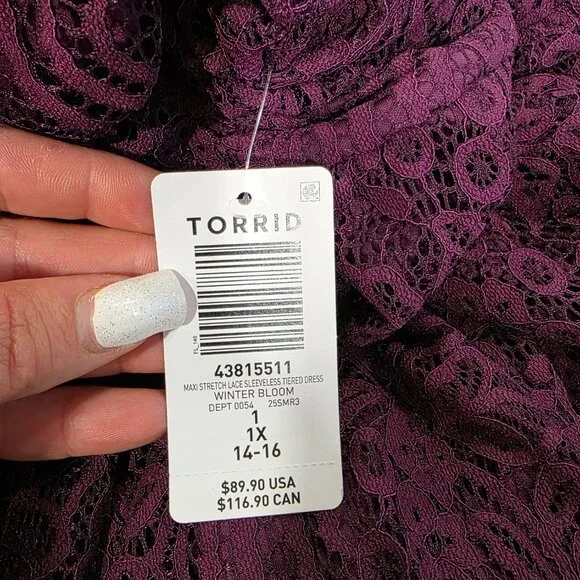 TORRID
FL_146
43815511
MAXI STRETCH LACE SLEEVELESS TIERED DRESS
WINTER BLOOM
DEPT 0054 25SMR3
1
1X
14-16
$89.90 USA
$116.90 CAN